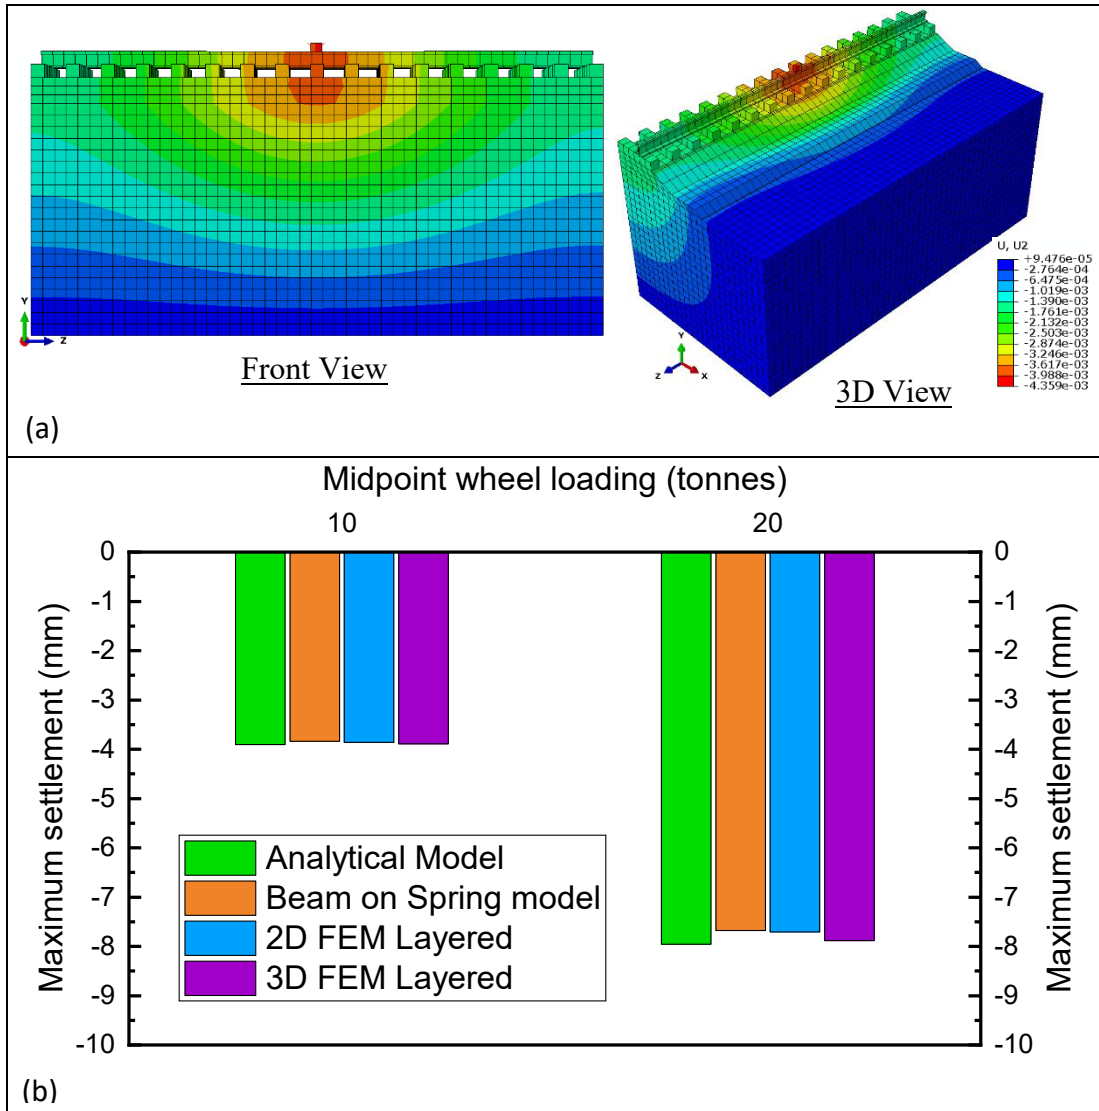 Y
Z
Front View
(a)
Y
Z
X
3D View
U, U2
+9.476e-05
-2.764e-04
-6.475e-04
-1.019e-03
-1.390e-03
-1.761e-03
-2.132e-03
-2.503e-03
-2.874e-03
-3.246e-03
-3.617e-03
-3.988e-03
-4.359e-03
Midpoint wheel loading (tonnes)
10 20
Maximum settlement (mm)
0
-1
-2
-3
-4
-5
-6
-7
-8
-9
-10
Analytical Model
Beam on Spring model
2D FEM Layered
3D FEM Layered
0
-1
-2
-3
-4
-5
-6
-7
-8
-9
-10
Maximum settlement (mm)
(b)